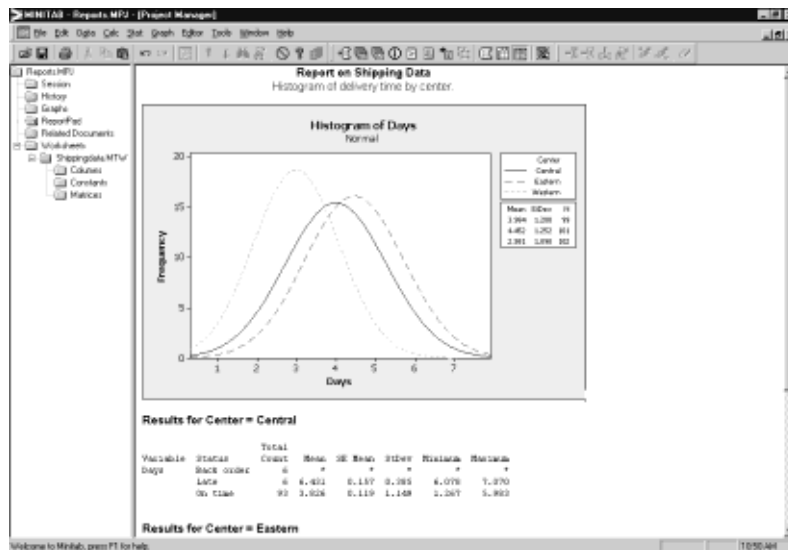 MINITAB - Reports.MPJ - [Project Manager]
File Edit Data Calc Stat Graph Editor Tools Window Help
Reports.MPJ
Session
History
Graphs
ReportPad
Related Documents
Worksheets
Shippingdata.MTW
Columns
Constants
Matrices
Report on Shipping Data
Histogram of delivery time by center.
Histogram of Days
Normal
20
15
10
5
0
Frequency
1 2 3 4 5 6 7
Days
Center
Central
Eastern
Western
Mean StDev N
3.984 1.280 99
4.452 1.252 101
2.981 1.090 102
Results for Center = Central
Total
Variable Status Count Mean SE Mean StDev Minimum Maximum
Days Back order 6 * * * * *
Late 6 6.431 0.157 0.385 6.078 7.070
On time 93 3.826 0.119 1.149 1.267 5.983
Results for Center = Eastern
Welcome to Minitab, press F1 for help.
10:50 AM